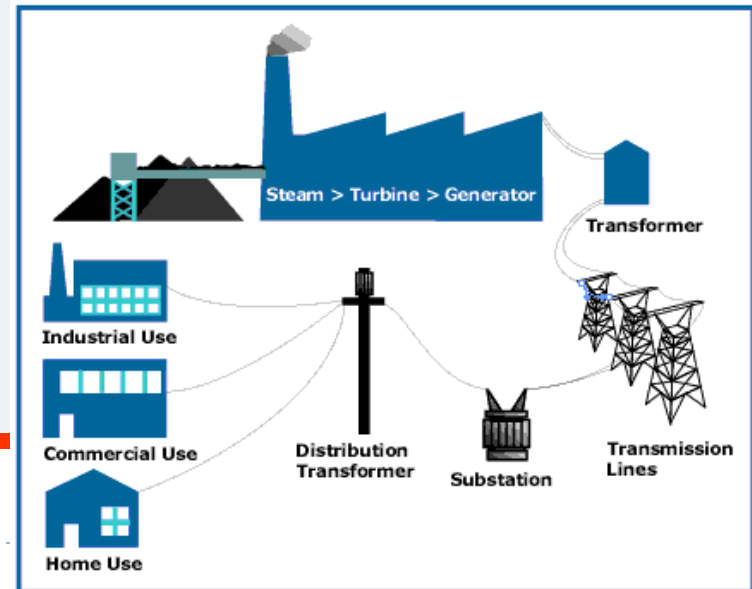 Steam > Turbine > Generator
Transformer
Industrial Use
Commercial Use
Distribution
Transformer
Substation
Transmission
Lines
Home Use